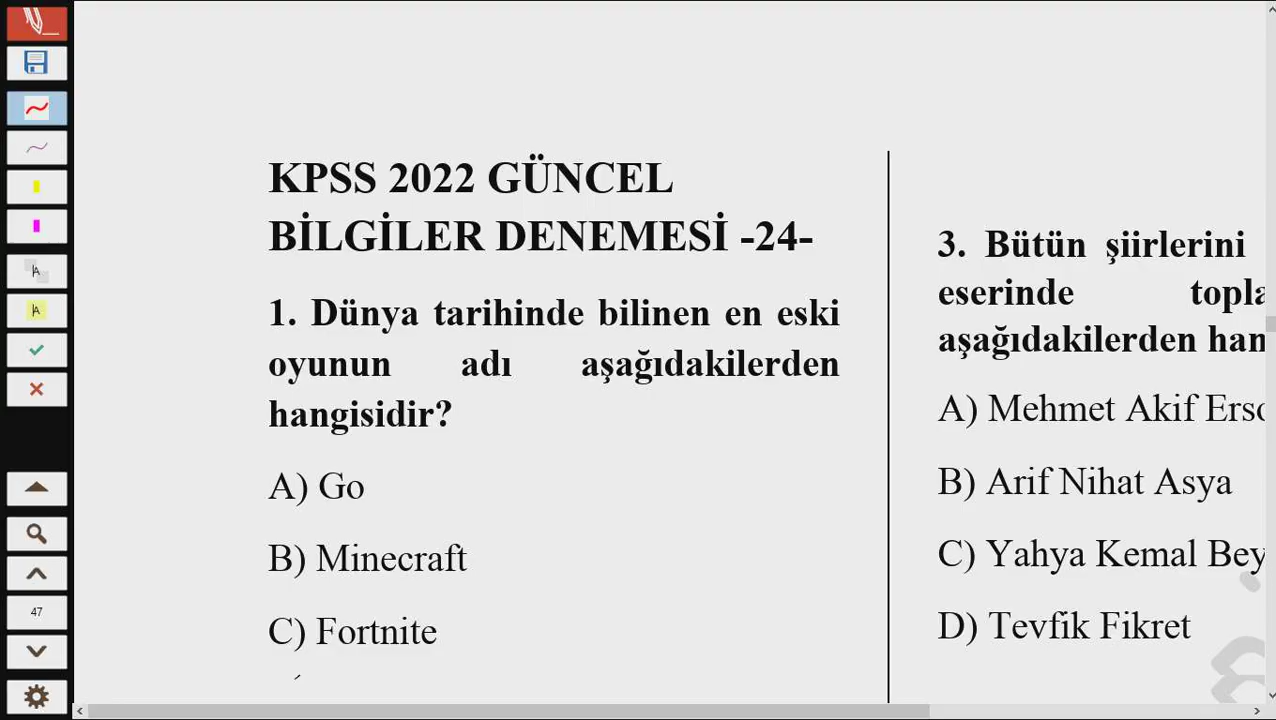 KPSS 2022 GÜNCEL
BİLGİLER DENEMESİ -24-
1. Dünya tarihinde bilinen en eski
oyunun adı aşağıdakilerden
hangisidir?
A) Go
B) Minecraft
C) Fortnite
3. Bütün şiirlerini
eserinde
aşağıdakilerden
A) Mehmet Akif
B) Arif Nihat Asya
C) Yahya Kemal
D) Tevfik Fikret
A
A
47